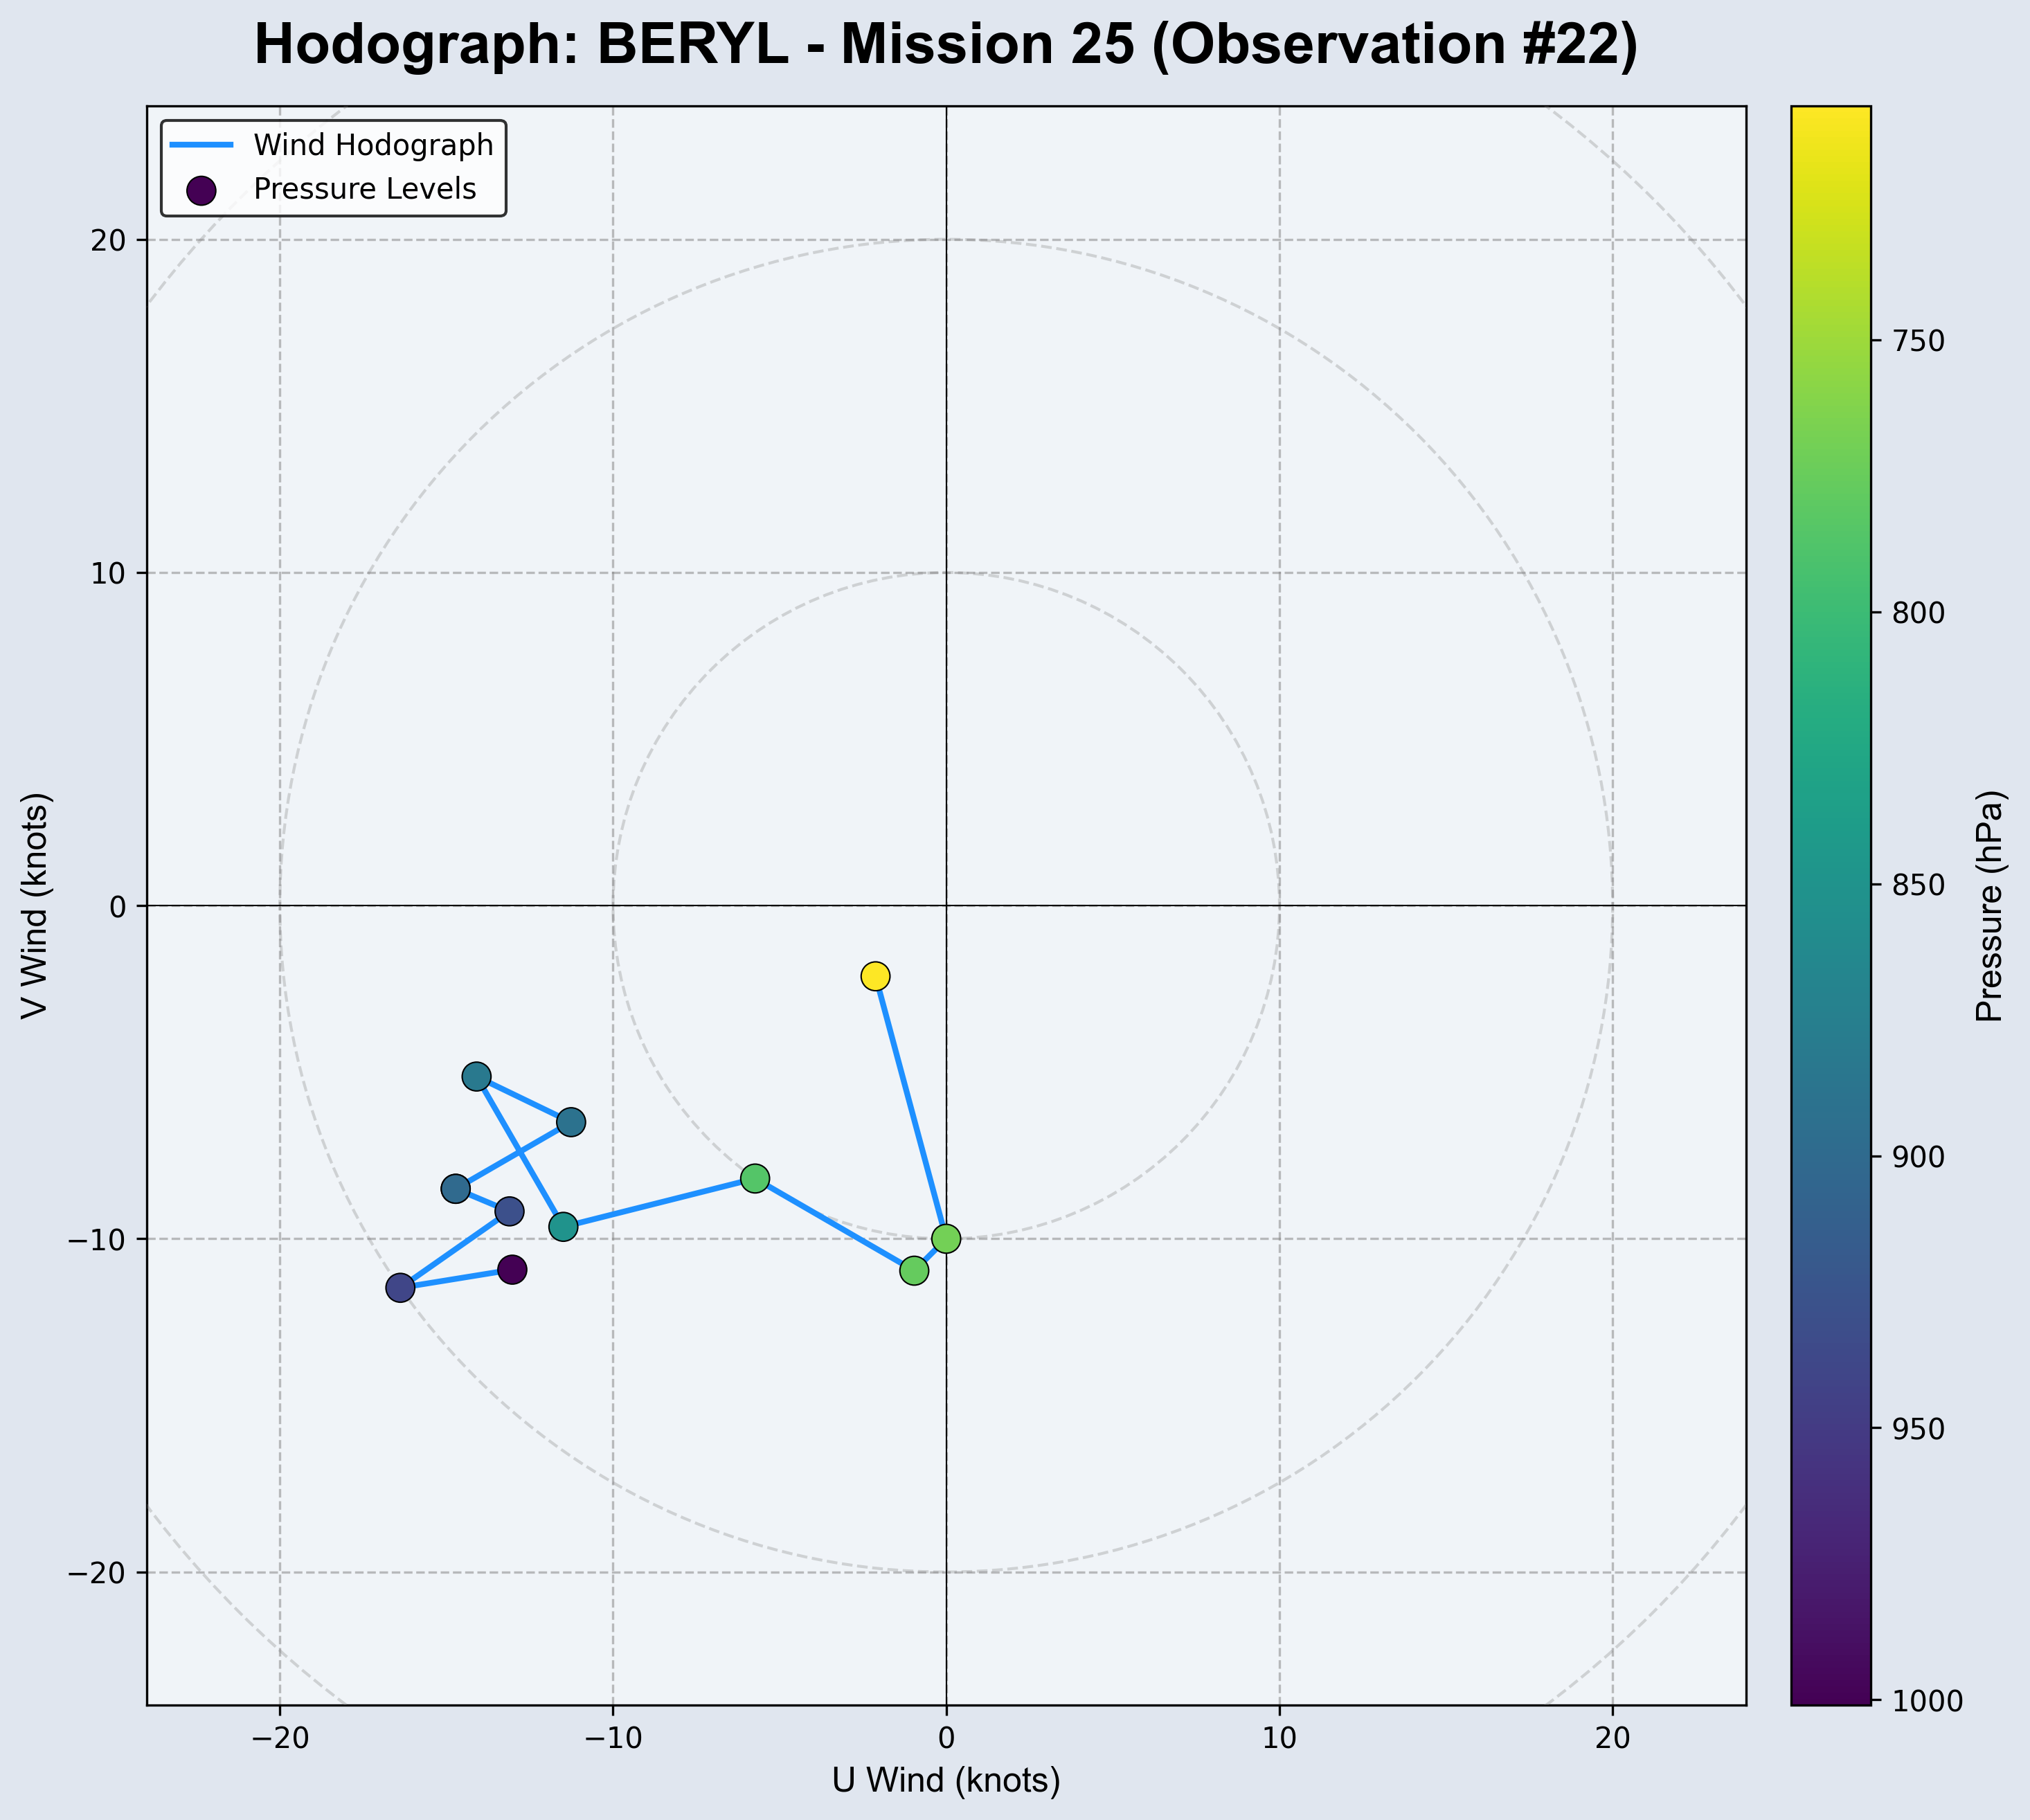 Hodograph: BERYL - Mission 25 (Observation #22)
Wind Hodograph
Pressure Levels
20
10
0
−10
−20
V Wind (knots)
−20
−10
0
10
20
U Wind (knots)
750
800
850
900
950
1000
Pressure (hPa)